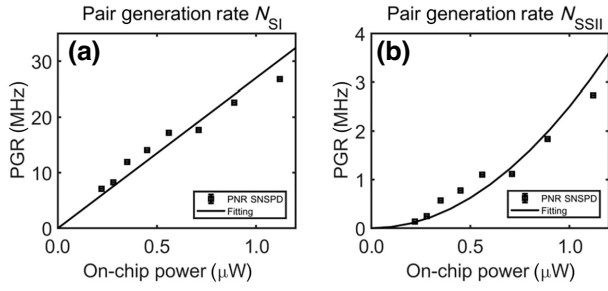 Pair generation rate N_SI
(a)
PGR (MHz)
30
20
10
0
PNR SNSPD
Fitting
0.0 0.5 1.0
On-chip power (μW)
Pair generation rate N_SSII
(b)
PGR (MHz)
4
3
2
1
0
PNR SNSPD
Fitting
0.0 0.5 1.0
On-chip power (μW)